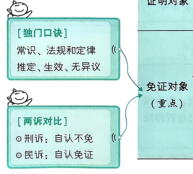 证明对象
[独门口诀]
常识、法规和定律
推定、生效、无异议
免证对象
(重点)
[两诉对比]
⊙刑诉：自认不免
⊙民诉：自认免证